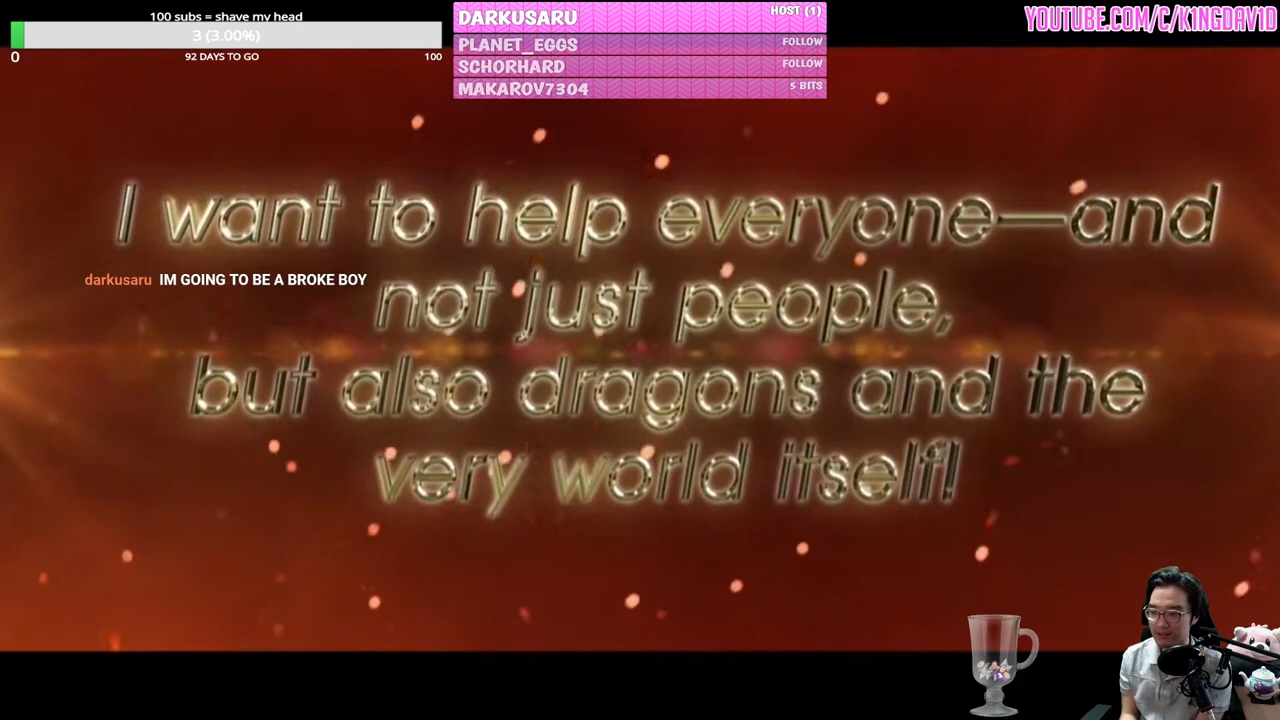 100 subs = shave my head
3 (3.00%)
0 92 DAYS TO GO 100
DARKUSARU HOST (1)
PLANET_EGGS FOLLOW
SCHORHARD FOLLOW
MAKAROV7304 5 BITS
YOUTUBE.COM/C/K1NGDAV1D
I want to help everyone—and
darkusaru IM GOING TO BE A BROKE BOY
not just people,
but also dragons and the
very world itself!